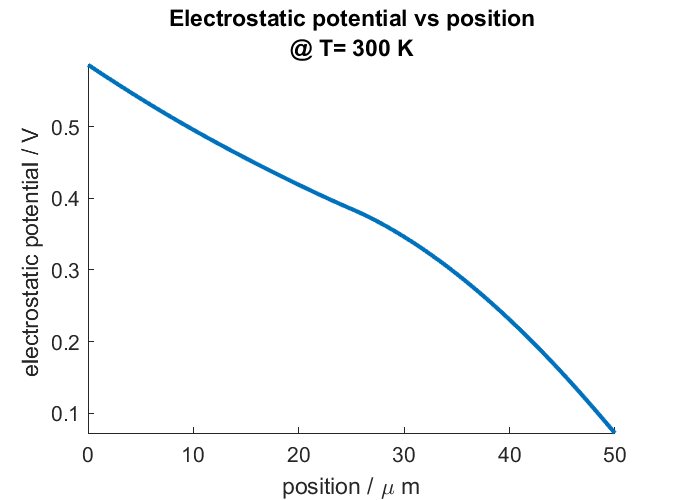 Electrostatic potential vs position
@ T= 300 K
electrostatic potential / V
0.5
0.4
0.3
0.2
0.1
0 10 20 30 40 50
position / μ m